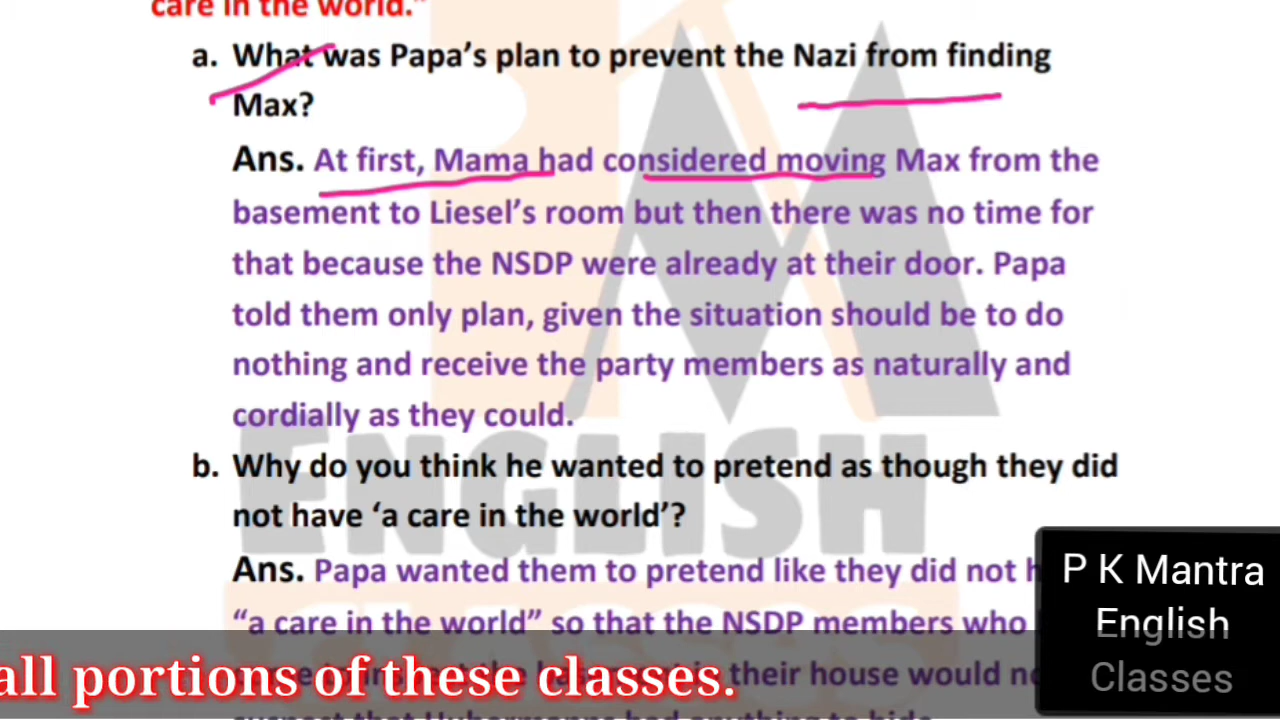 care in the world."
a. What was Papa's plan to prevent the Nazi from finding
Max?
Ans. At first, Mama had considered moving Max from the
basement to Liesel's room but then there was no time for
that because the NSDP were already at their door. Papa
told them only plan, given the situation should be to do
nothing and receive the party members as naturally and
cordially as they could.
ENGLISH
b. Why do you think he wanted to pretend as though they did
not have 'a care in the world'?
Ans. Papa wanted them to pretend like they did not
"a care in the world" so that the NSDP members who
their house would
all portions of these classes.
P K Mantra
English
Classes